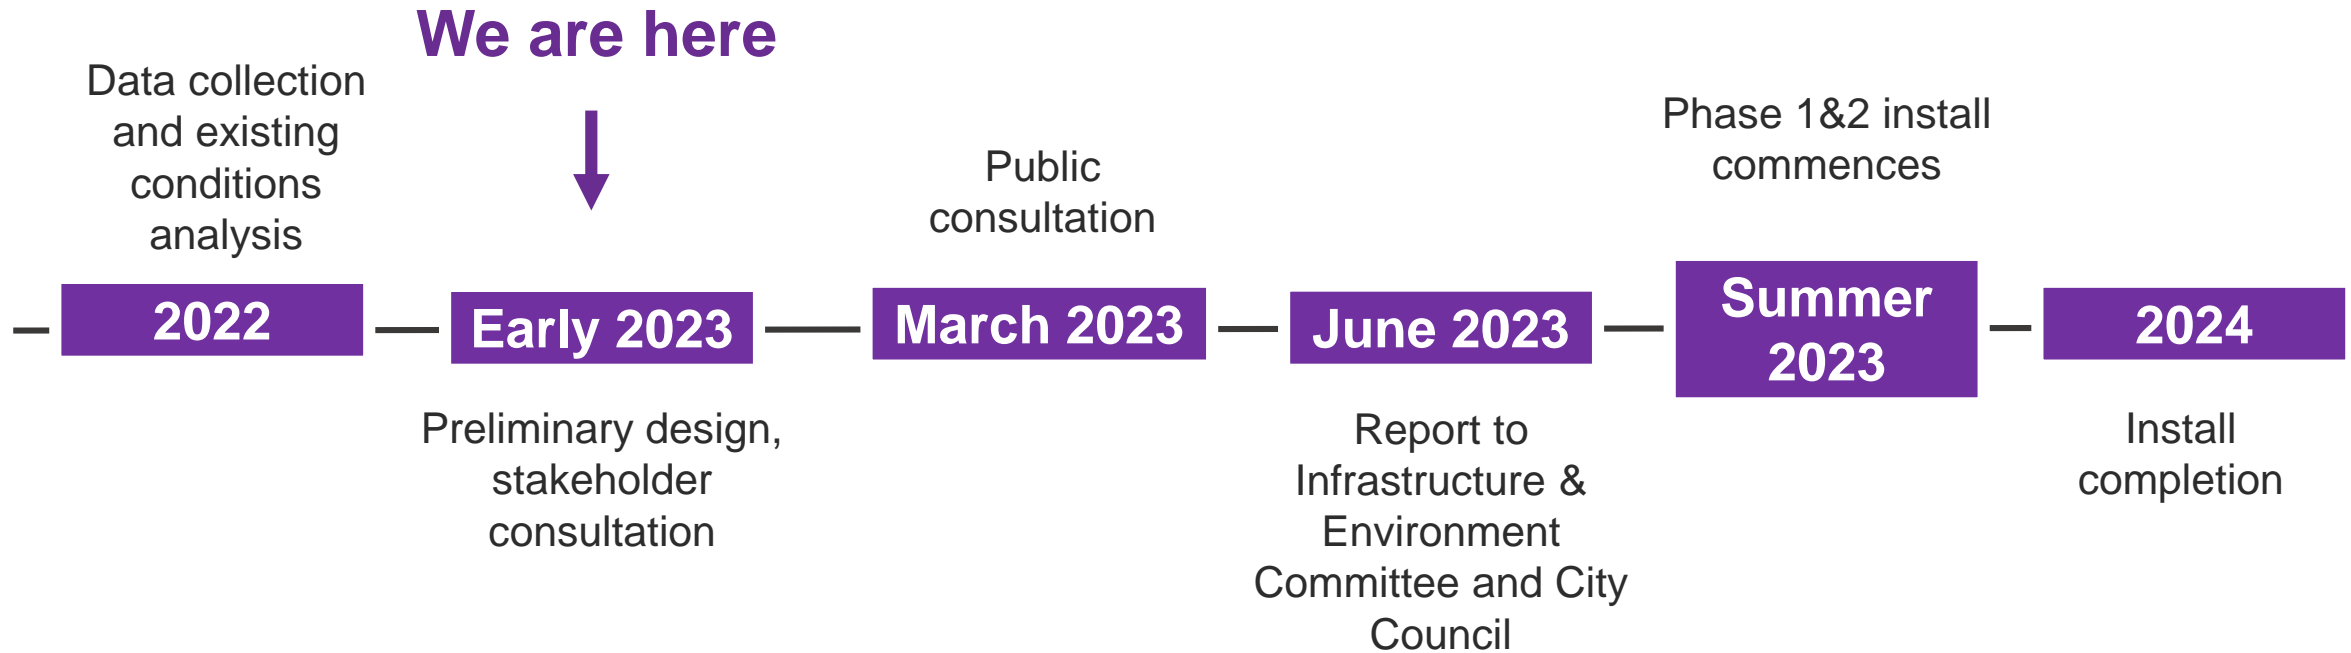 We are here
Data collection
and existing
conditions
analysis
Public
consultation
Phase 1&2 install
commences
2022
Early 2023
March 2023
June 2023
Summer
2023
2024
Preliminary design,
stakeholder
consultation
Report to
Infrastructure &
Environment
Committee and City
Council
Install
completion